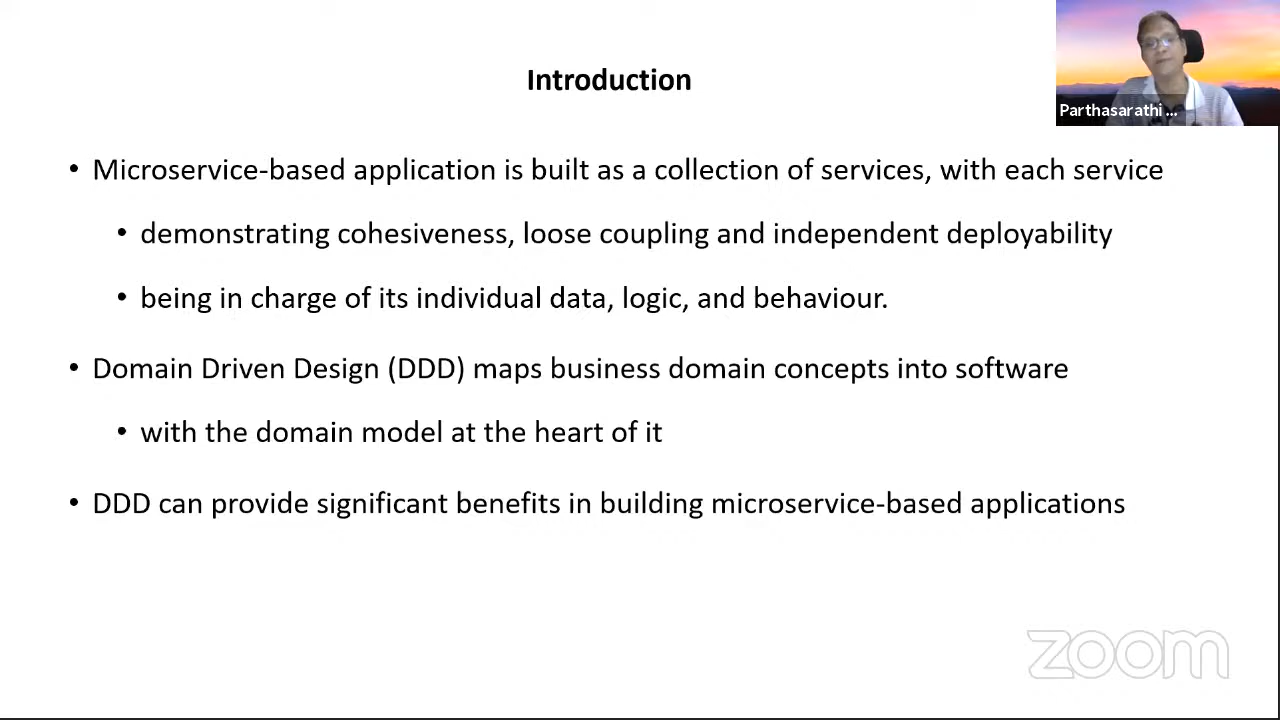 Introduction
Parthasarathi ...
• Microservice-based application is built as a collection of services, with each service
• demonstrating cohesiveness, loose coupling and independent deployability
• being in charge of its individual data, logic, and behaviour.
• Domain Driven Design (DDD) maps business domain concepts into software
• with the domain model at the heart of it
• DDD can provide significant benefits in building microservice-based applications
zoom